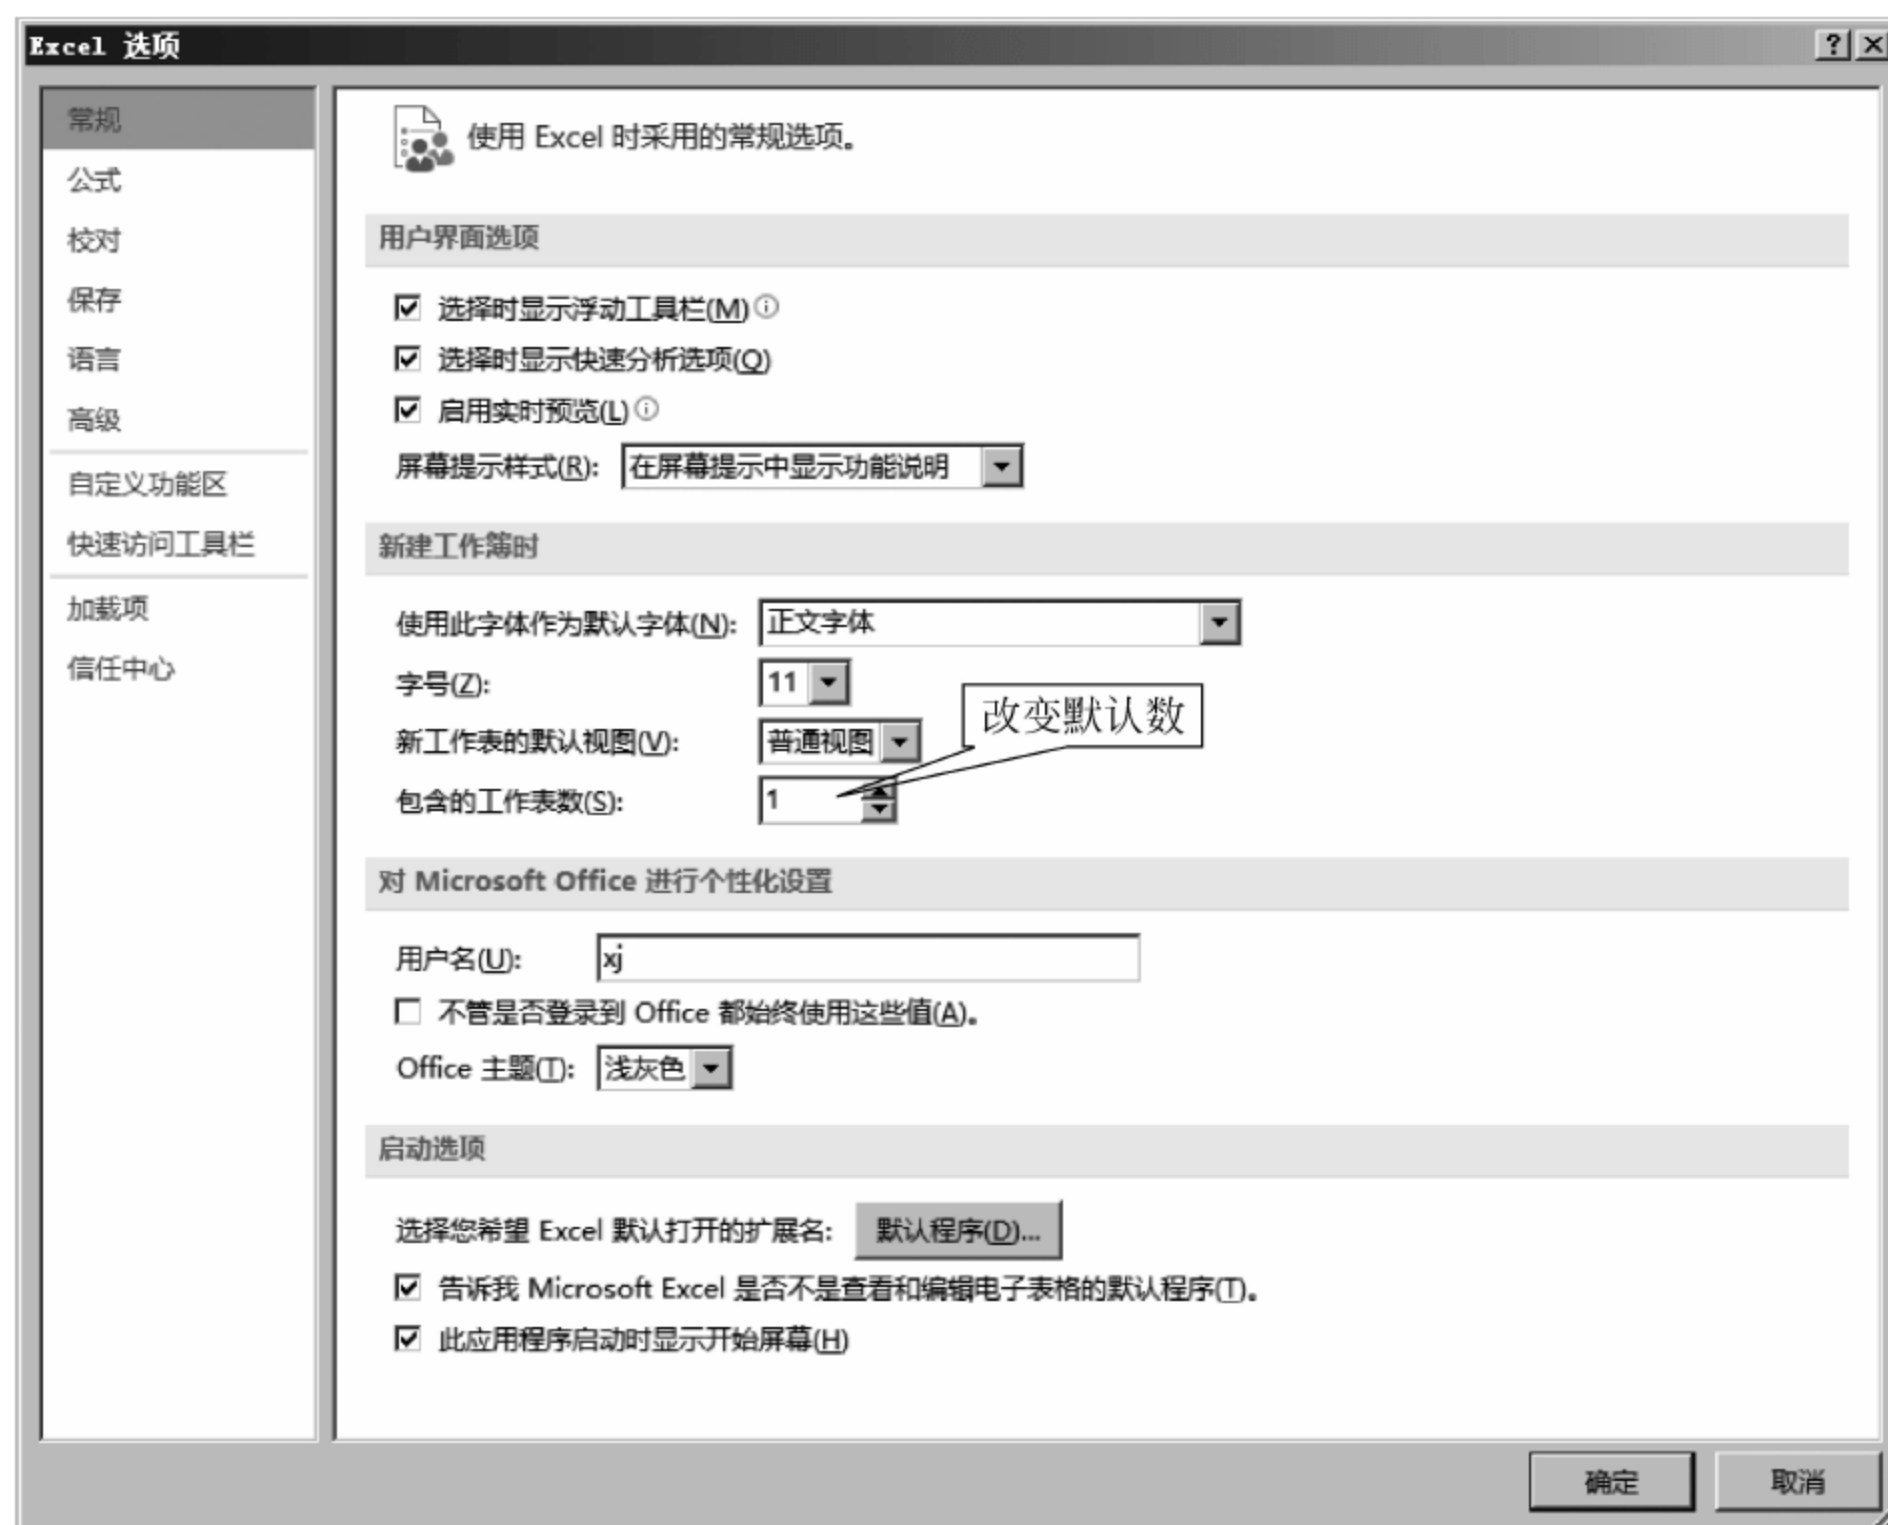 Excel 选项
常规
公式
校对
保存
语言
高级
自定义功能区
快速访问工具栏
加载项
信任中心
使用 Excel 时采用的常规选项。
用户界面选项
选择时显示浮动工具栏(M)
选择时显示快速分析选项(Q)
启用实时预览(L)
屏幕提示样式(R): 在屏幕提示中显示功能说明
新建工作簿时
使用此字体作为默认字体(N): 正文字体
字号(Z): 11
改变默认数
新工作表的默认视图(V): 普通视图
包含的工作表数(S): 1
对 Microsoft Office 进行个性化设置
用户名(U): xj
不管是否登录到 Office 都始终使用这些值(A)。
Office 主题(T): 浅灰色
启动选项
选择您希望 Excel 默认打开的扩展名: 默认程序(D)...
告诉我 Microsoft Excel 是否不是查看和编辑电子表格的默认程序(T)。
此应用程序启动时显示开始屏幕(H)
确定 取消